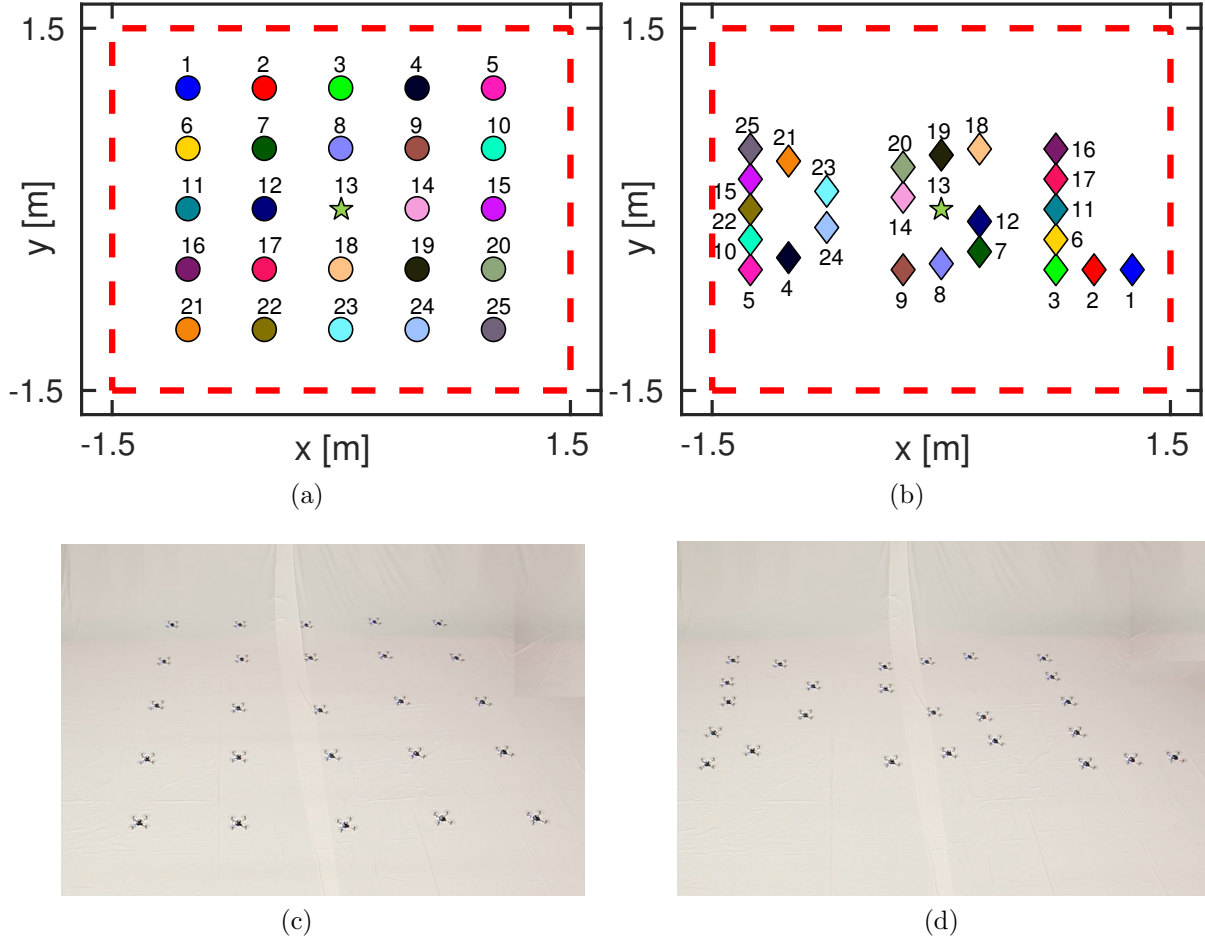 1.5
1 2 3 4 5
6 7 8 9 10
11 12 13 14 15
16 17 18 19 20
21 22 23 24 25
y [m]
-1.5
-1.5 1.5
x [m]
(a)
1.5
25 21 20 19 18 16
23 17
15 13
22 14 12 11
10 24 7 6
5 4 9 8 3 2 1
y [m]
-1.5
-1.5 1.5
x [m]
(b)
(c)
(d)